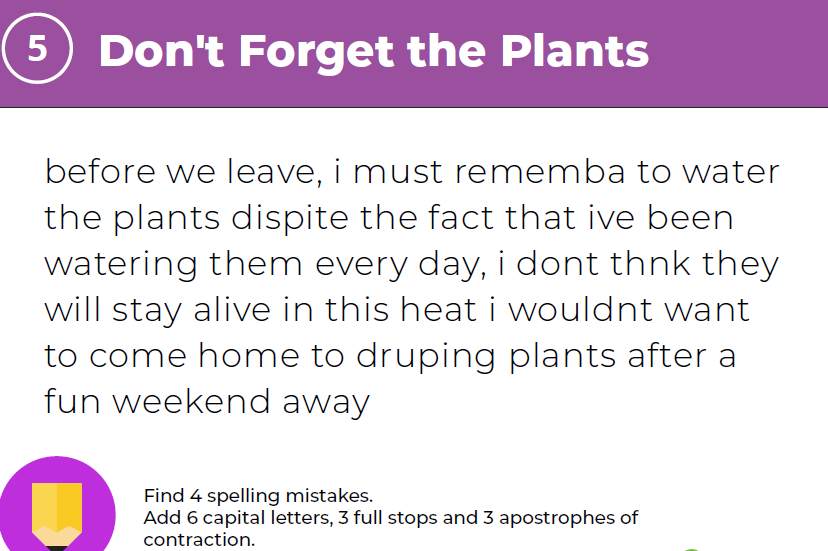 5 Don't Forget the Plants
before we leave, i must rememba to water
the plants dispite the fact that ive been
watering them every day, i dont thnk they
will stay alive in this heat i wouldnt want
to come home to druping plants after a
fun weekend away
Find 4 spelling mistakes.
Add 6 capital letters, 3 full stops and 3 apostrophes of
contraction.